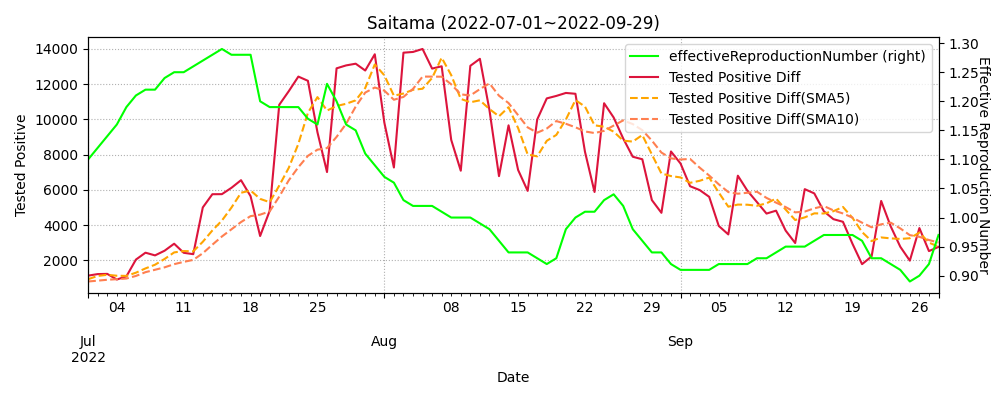 Saitama (2022-07-01~2022-09-29)
effectiveReproductionNumber (right)
Tested Positive Diff
Tested Positive Diff(SMA5)
Tested Positive Diff(SMA10)
Tested Positive
14000
12000
10000
8000
6000
4000
2000
Effective Reproduction Number
1.30
1.25
1.20
1.15
1.10
1.05
1.00
0.95
0.90
04 11 18 25 08 15 22 29 05 12 19 26
Jul Aug Sep
2022
Date